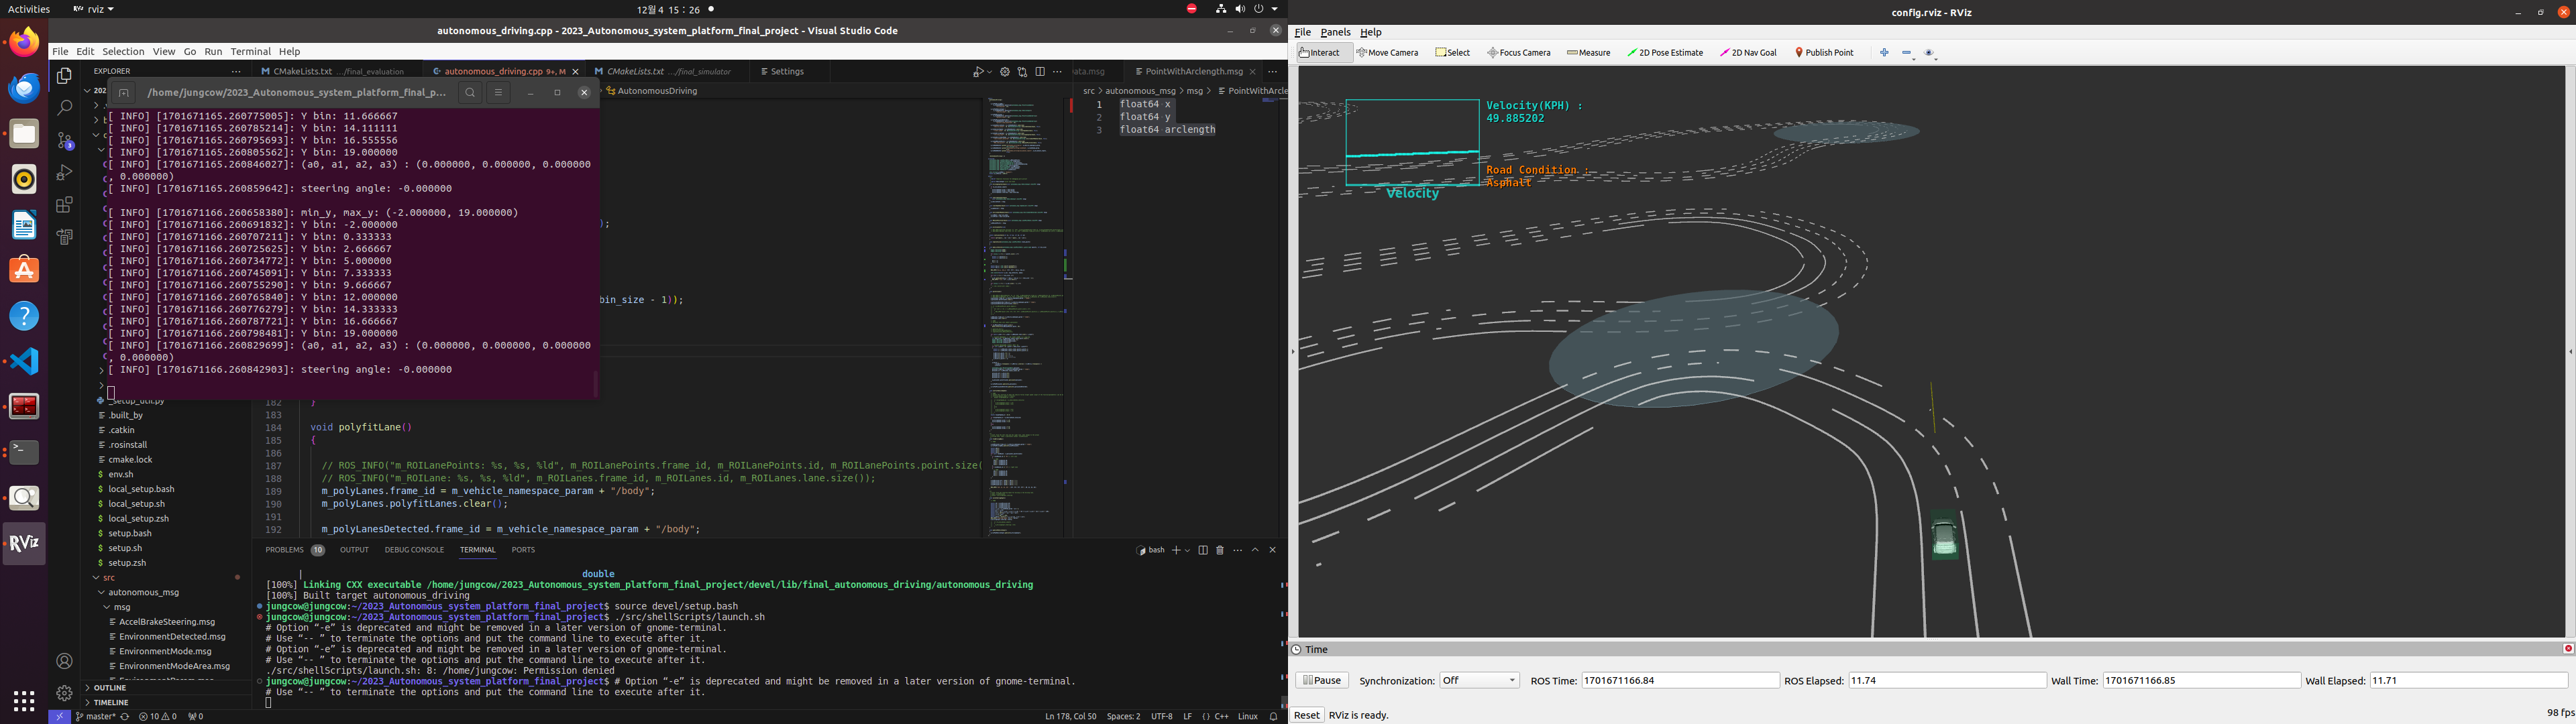 Activities
rviz
12월 4 15 : 26
autonomous_driving.cpp - 2023_Autonomous_system_platform_final_project - Visual Studio Code
File Edit Selection View Go Run Terminal Help
EXPLORER
CMakeLists.txt .../final_evaluation
autonomous_driving.cpp 9+, M
CMakeLists.txt .../final_simulator
Settings
PointWithArclength.msg
/home/jungcow/2023_Autonomous_system_platform_final_p...
AutonomousDriving
src > autonomous_msg > msg > PointWithArcle
1 float64 x
2 float64 y
3 float64 arclength
[ INFO] [1701671165.260775005]: Y bin: 11.666667
[ INFO] [1701671165.260785214]: Y bin: 14.111111
[ INFO] [1701671165.260795693]: Y bin: 16.555556
[ INFO] [1701671165.260805562]: Y bin: 19.000000
[ INFO] [1701671165.260846027]: (a0, a1, a2, a3) : (0.000000, 0.000000, 0.000000
, 0.000000)
[ INFO] [1701671165.260859642]: steering angle: -0.000000
[ INFO] [1701671166.260658380]: min_y, max_y: (-2.000000, 19.000000)
[ INFO] [1701671166.260691832]: Y bin: -2.000000
[ INFO] [1701671166.260707211]: Y bin: 0.333333
[ INFO] [1701671166.260725625]: Y bin: 2.666667
[ INFO] [1701671166.260734772]: Y bin: 5.000000
[ INFO] [1701671166.260745091]: Y bin: 7.333333
[ INFO] [1701671166.260755290]: Y bin: 9.666667
[ INFO] [1701671166.260765840]: Y bin: 12.000000
[ INFO] [1701671166.260776279]: Y bin: 14.333333
[ INFO] [1701671166.260787721]: Y bin: 16.666667
[ INFO] [1701671166.260798481]: Y bin: 19.000000
[ INFO] [1701671166.260829699]: (a0, a1, a2, a3) : (0.000000, 0.000000, 0.000000
, 0.000000)
[ INFO] [1701671166.260842903]: steering angle: -0.000000
);
bin_size - 1));
182 }
183
184 void polyfitLane()
185 {
186
187 // ROS_INFO("m_ROILanePoints: %s, %s, %ld", m_ROILanePoints.frame_id, m_ROILanePoints.id, m_ROILanePoints.point.size(
188 // ROS_INFO("m_ROILane: %s, %s, %ld", m_ROILanes.frame_id, m_ROILanes.id, m_ROILanes.lane.size());
189 m_polyLanes.frame_id = m_vehicle_namespace_param + "/body";
190 m_polyLanes.polyfitLanes.clear();
191
192 m_polyLanesDetected.frame_id = m_vehicle_namespace_param + "/body";
_setup_util.py
.built_by
.catkin
.rosinstall
cmake.lock
env.sh
local_setup.bash
local_setup.sh
local_setup.zsh
setup.bash
setup.sh
setup.zsh
src
autonomous_msg
msg
AccelBrakeSteering.msg
EnvironmentDetected.msg
EnvironmentMode.msg
EnvironmentModeArea.msg
EnvironmentParam.msg
OUTLINE
TIMELINE
PROBLEMS 10 OUTPUT DEBUG CONSOLE TERMINAL PORTS
bash
| double
[100%] Linking CXX executable /home/jungcow/2023_Autonomous_system_platform_final_project/devel/lib/final_autonomous_driving/autonomous_driving
[100%] Built target autonomous_driving
jungcow@jungcow:~/2023_Autonomous_system_platform_final_project$ source devel/setup.bash
jungcow@jungcow:~/2023_Autonomous_system_platform_final_project$ ./src/shellScripts/launch.sh
# Option “-e” is deprecated and might be removed in a later version of gnome-terminal.
# Use “-- ” to terminate the options and put the command line to execute after it.
# Option “-e” is deprecated and might be removed in a later version of gnome-terminal.
# Use “-- ” to terminate the options and put the command line to execute after it.
./src/shellScripts/launch.sh: 8: /home/jungcow: Permission denied
jungcow@jungcow:~/2023_Autonomous_system_platform_final_project$ # Option “-e” is deprecated and might be removed in a later version of gnome-terminal.
# Use “-- ” to terminate the options and put the command line to execute after it.
master* 10 0 0
Ln 178, Col 50 Spaces: 2 UTF-8 LF {} C++ Linux
config.rviz - RViz
File Panels Help
Interact Move Camera Select Focus Camera Measure 2D Pose Estimate 2D Nav Goal Publish Point
Velocity(KPH) :
49.885202
Road Condition :
Asphalt
Velocity
Time
Pause Synchronization: Off ROS Time: 1701671166.84 ROS Elapsed: 11.74 Wall Time: 1701671166.85 Wall Elapsed: 11.71
Reset RViz is ready. 98 fps
RViz